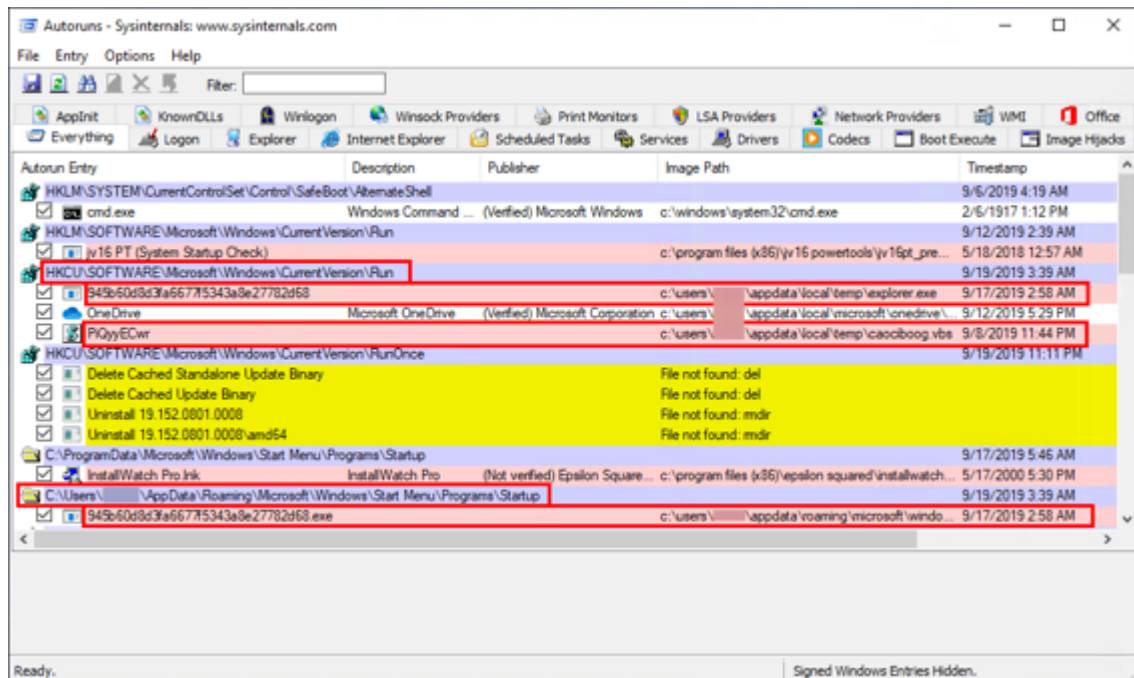 Autoruns - Sysinternals: www.sysinternals.com
File Entry Options Help
Filter:
AppInit KnownDLLs Winlogon Winsock Providers Print Monitors LSA Providers Network Providers WMI Office
Everything Logon Explorer Internet Explorer Scheduled Tasks Services Drivers Codecs Boot Execute Image Hijacks
Autorun Entry Description Publisher Image Path Timestamp
HKLM\SYSTEM\CurrentControlSet\Control\SafeBoot\AlternateShell 9/6/2019 4:19 AM
cmd.exe Windows Command ... (Verified) Microsoft Windows c:\windows\system32\cmd.exe 2/6/1917 1:12 PM
HKLM\SOFTWARE\Microsoft\Windows\CurrentVersion\Run 9/12/2019 2:39 AM
jv16 PT (System Startup Check) c:\program files (x86)\jv16 powertools\jv16pt_pre... 5/18/2018 12:57 AM
HKCU\SOFTWARE\Microsoft\Windows\CurrentVersion\Run 9/19/2019 3:39 AM
945b60d8d3fa6677f5343a8e27782d68 c:\users\ \appdata\local\temp\explorer.exe 9/17/2019 2:58 AM
OneDrive Microsoft OneDrive (Verified) Microsoft Corporation c:\users\ \appdata\local\microsoft\onedrive\... 9/12/2019 5:29 PM
PiQyyECwr c:\users\ \appdata\local\temp\caociboog.vbs 9/8/2019 11:44 PM
HKCU\SOFTWARE\Microsoft\Windows\CurrentVersion\RunOnce 9/19/2019 11:11 PM
Delete Cached Standalone Update Binary File not found: del
Delete Cached Update Binary File not found: del
Uninstall 19.152.0801.0008 File not found: rmdir
Uninstall 19.152.0801.0008\amd64 File not found: rmdir
C:\ProgramData\Microsoft\Windows\Start Menu\Programs\Startup 9/17/2019 5:46 AM
InstallWatch Pro.lnk InstallWatch Pro (Not verified) Epsilon Square... c:\program files (x86)\epsilon squared\installwatch... 5/17/2000 5:30 PM
C:\Users\ \AppData\Roaming\Microsoft\Windows\Start Menu\Programs\Startup 9/19/2019 3:39 AM
945b60d8d3fa6677f5343a8e27782d68.exe c:\users\ \appdata\roaming\microsoft\windo... 9/17/2019 2:58 AM
Ready. Signed Windows Entries Hidden.